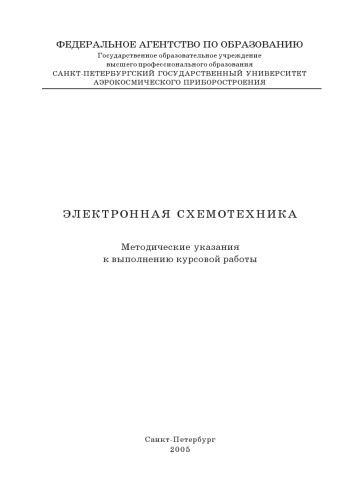 ФЕДЕРАЛЬНОЕ АГЕНТСТВО ПО ОБРАЗОВАНИЮ
Государственное образовательное учреждение
высшего профессионального образования
САНКТ-ПЕТЕРБУРГСКИЙ ГОСУДАРСТВЕННЫЙ УНИВЕРСИТЕТ
АЭРОКОСМИЧЕСКОГО ПРИБОРОСТРОЕНИЯ
ЭЛЕКТРОННАЯ СХЕМОТЕХНИКА
Методические указания
к выполнению курсовой работы
Санкт-Петербург
2005